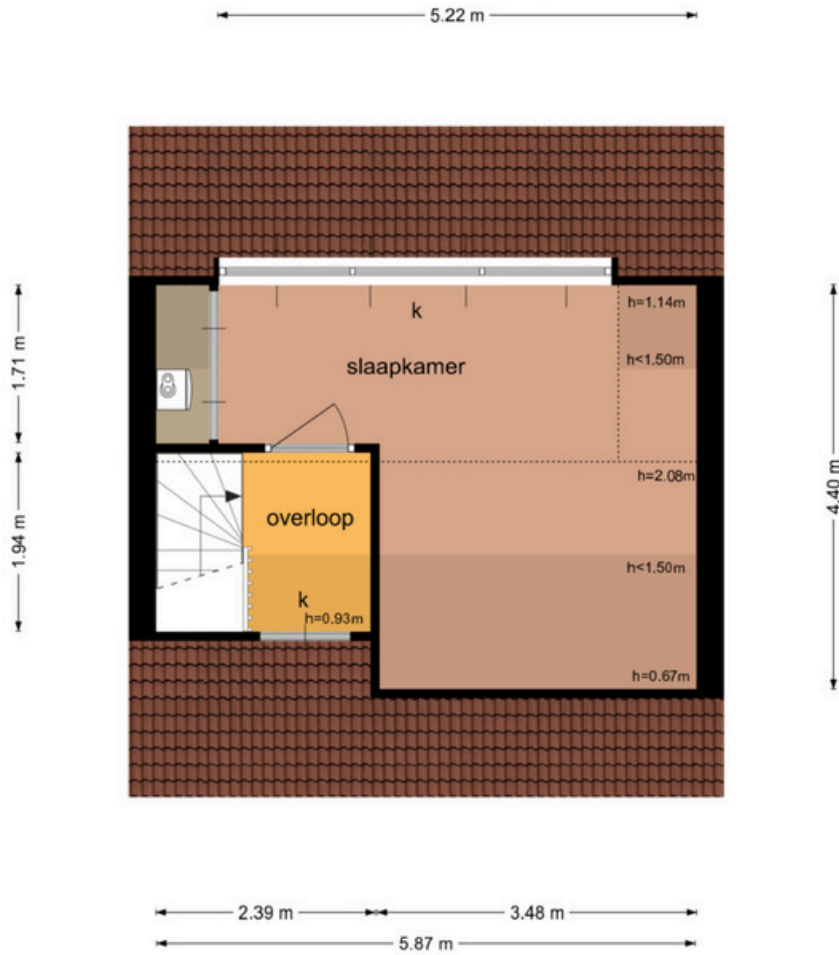 5.22 m
k
h=1.14m
h<1.50m
slaapkamer
1.71 m
4.40 m
h=2.08m
overloop
1.94 m
h<1.50m
k
h=0.93m
h=0.67m
2.39 m
3.48 m
5.87 m